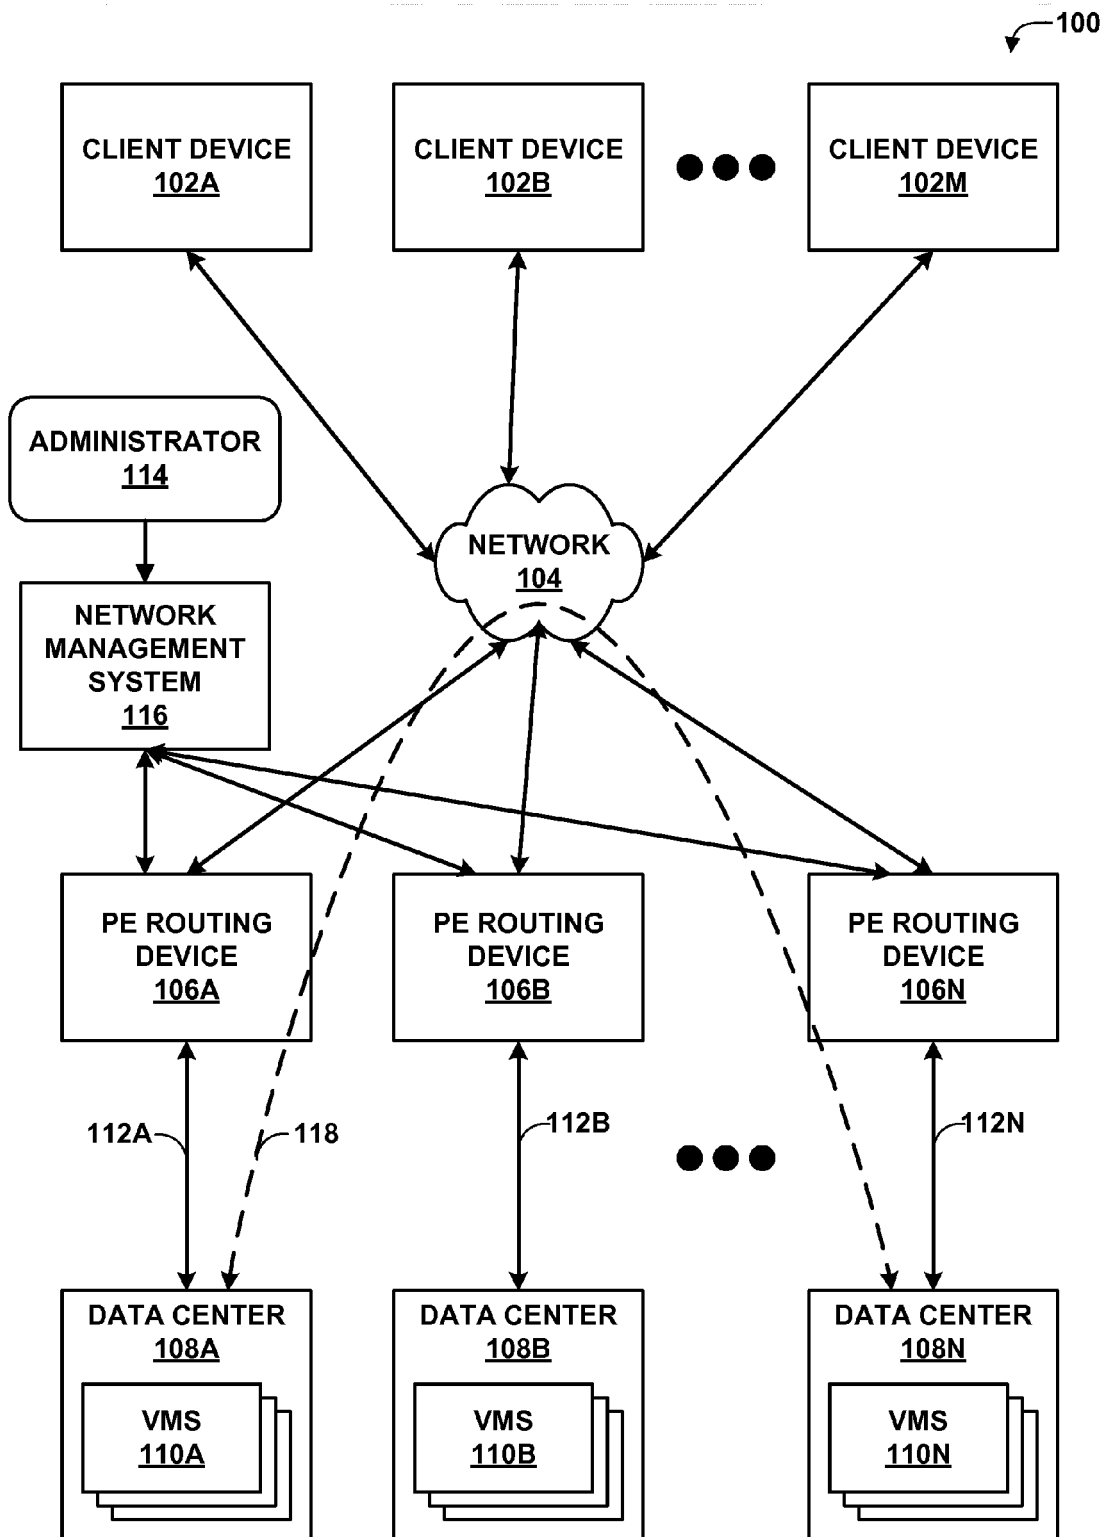 100
CLIENT DEVICE
102A
CLIENT DEVICE
102B
CLIENT DEVICE
102M
ADMINISTRATOR
114
NETWORK
104
NETWORK
MANAGEMENT
SYSTEM
116
PE ROUTING
DEVICE
106A
PE ROUTING
DEVICE
106B
PE ROUTING
DEVICE
106N
112A
118
112B
112N
DATA CENTER
108A
VMS
110A
DATA CENTER
108B
VMS
110B
DATA CENTER
108N
VMS
110N